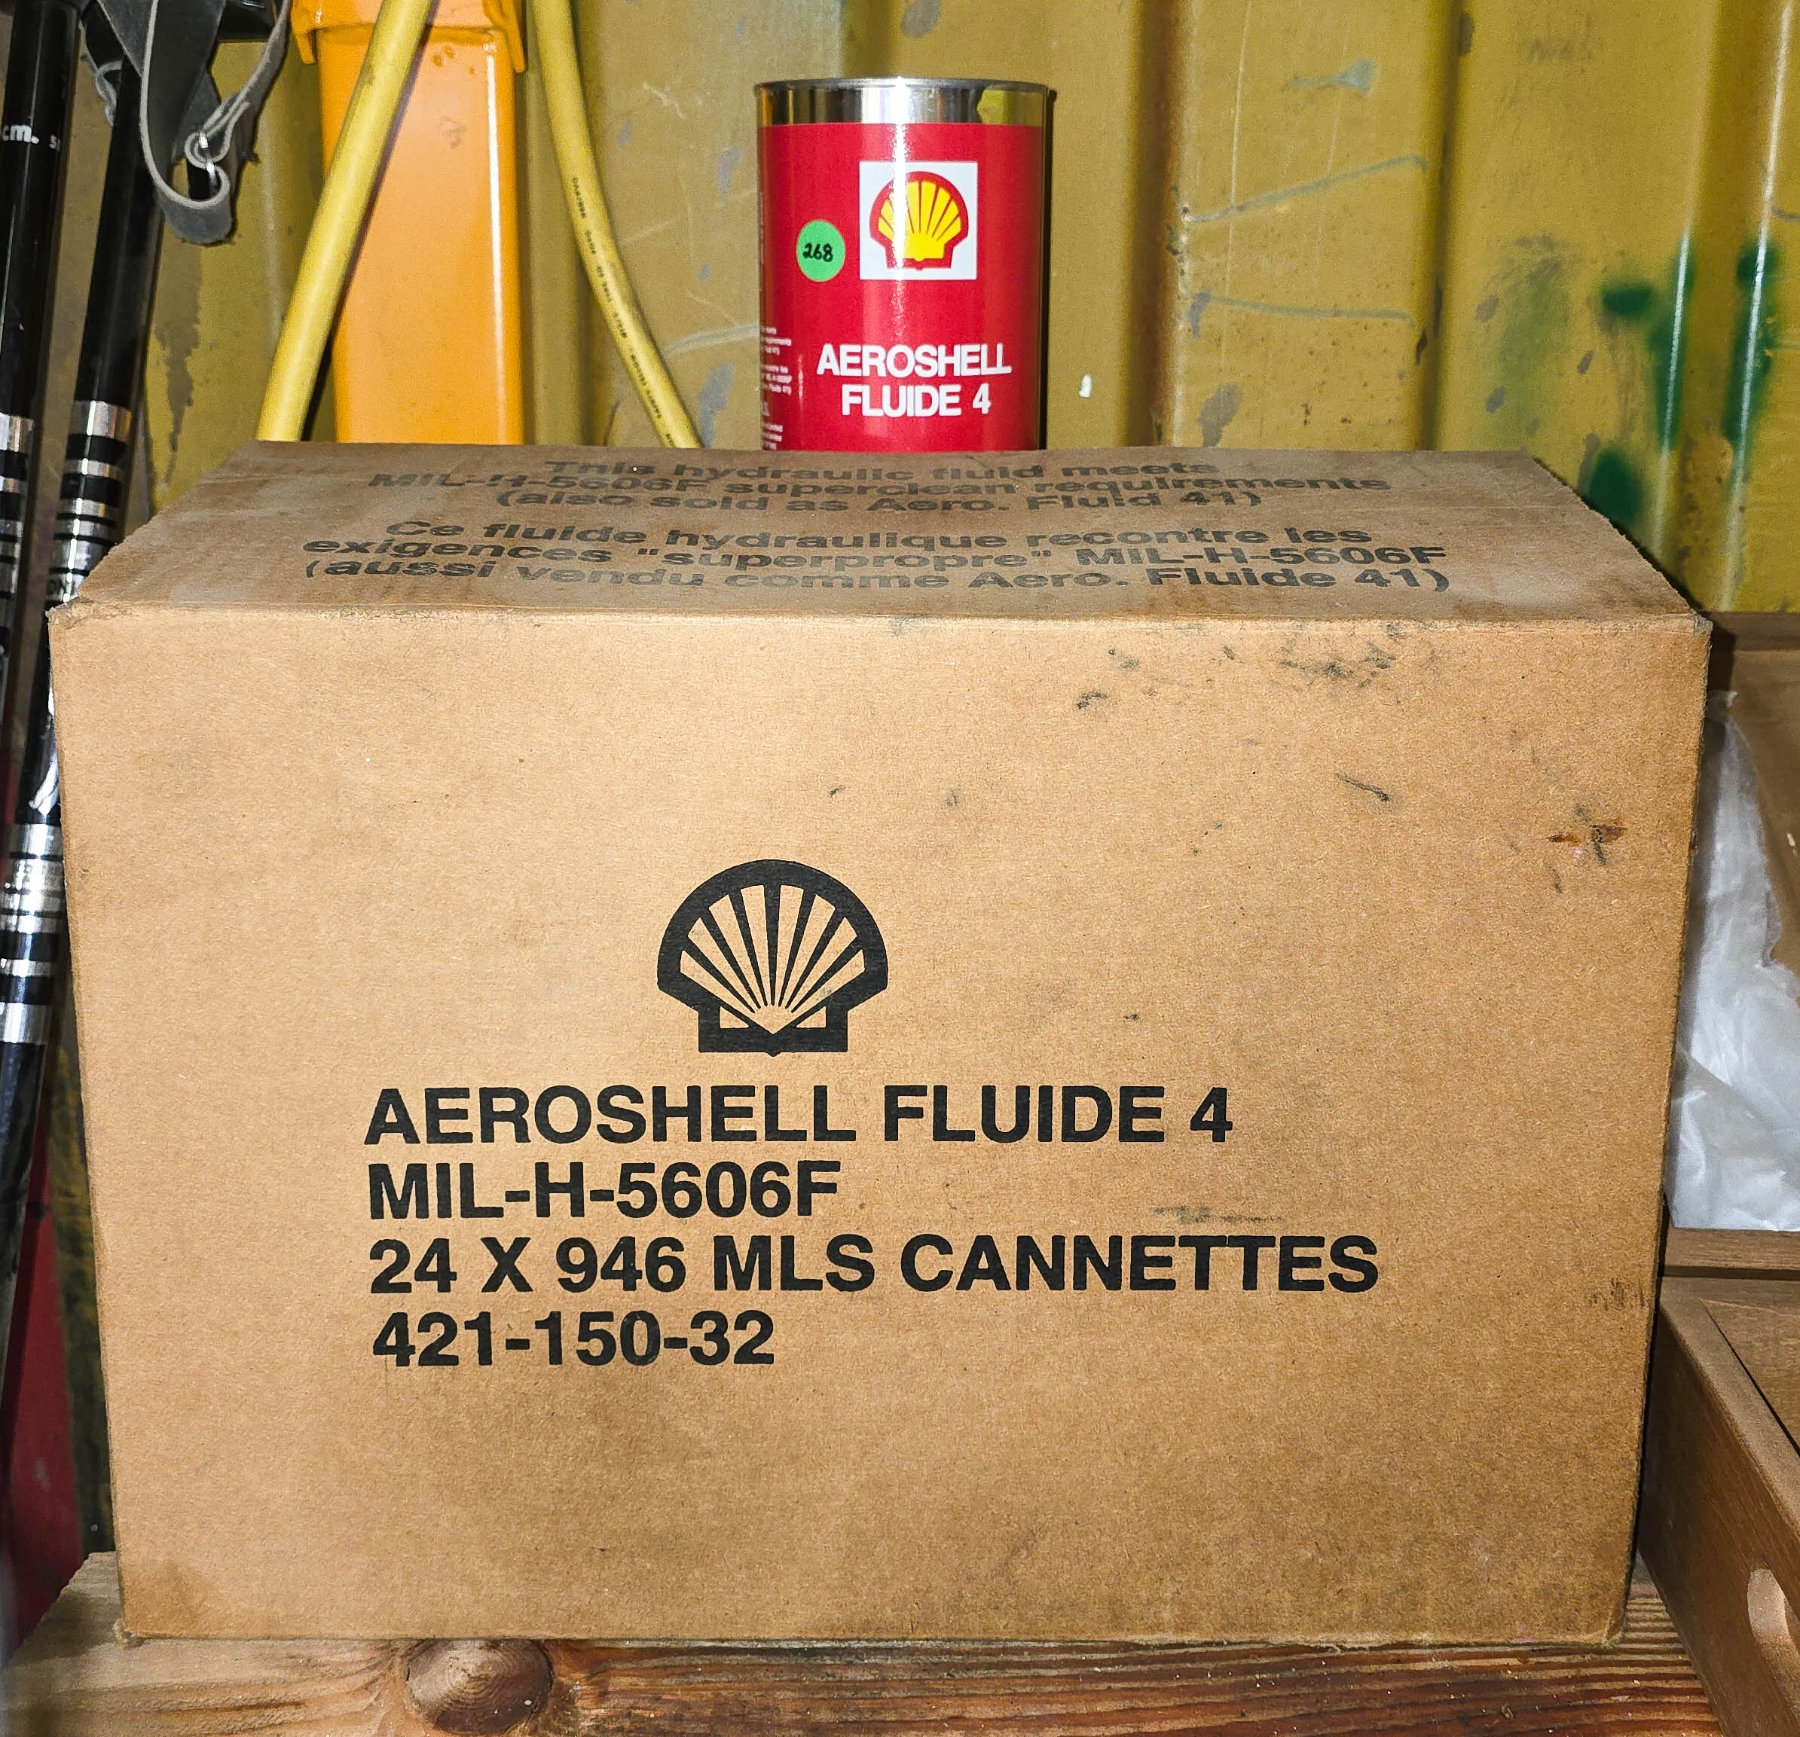 cm.
268
AEROSHELL
FLUIDE 4
This hydraulic fluid meets
MIL-H-5606F superclean requirements
(also sold as Aero. Fluid 41)
Ce fluide hydraulique recontre les
exigences "superpropre" MIL-H-5606F
(aussi vendu comme Aero. Fluide 41)
AEROSHELL FLUIDE 4
MIL-H-5606F
24 X 946 MLS CANNETTES
421-150-32